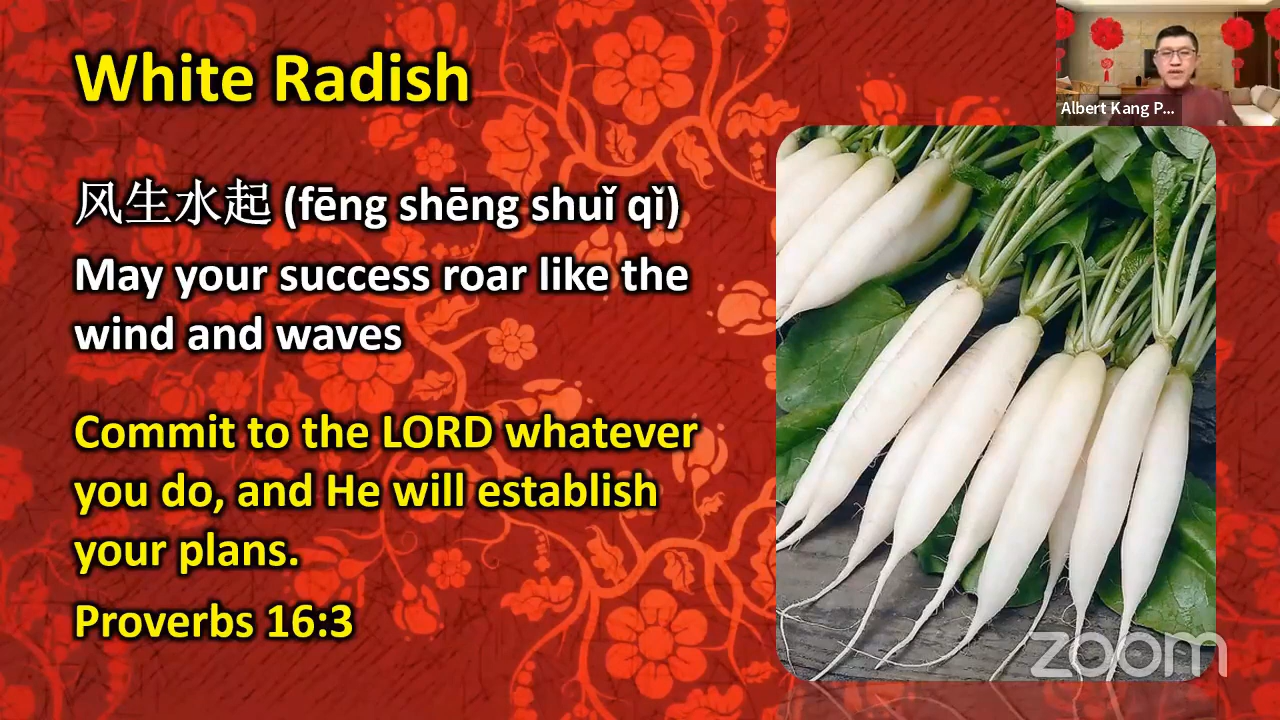 White Radish
风生水起 (fēng shēng shuǐ qǐ)
May your success roar like the
wind and waves
Commit to the LORD whatever
you do, and He will establish
your plans.
Proverbs 16:3
Albert Kang P...
zoom